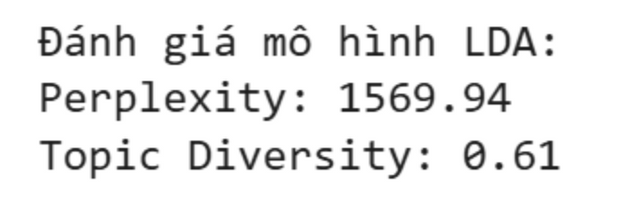 Đánh giá mô hình LDA:
Perplexity: 1569.94
Topic Diversity: 0.61